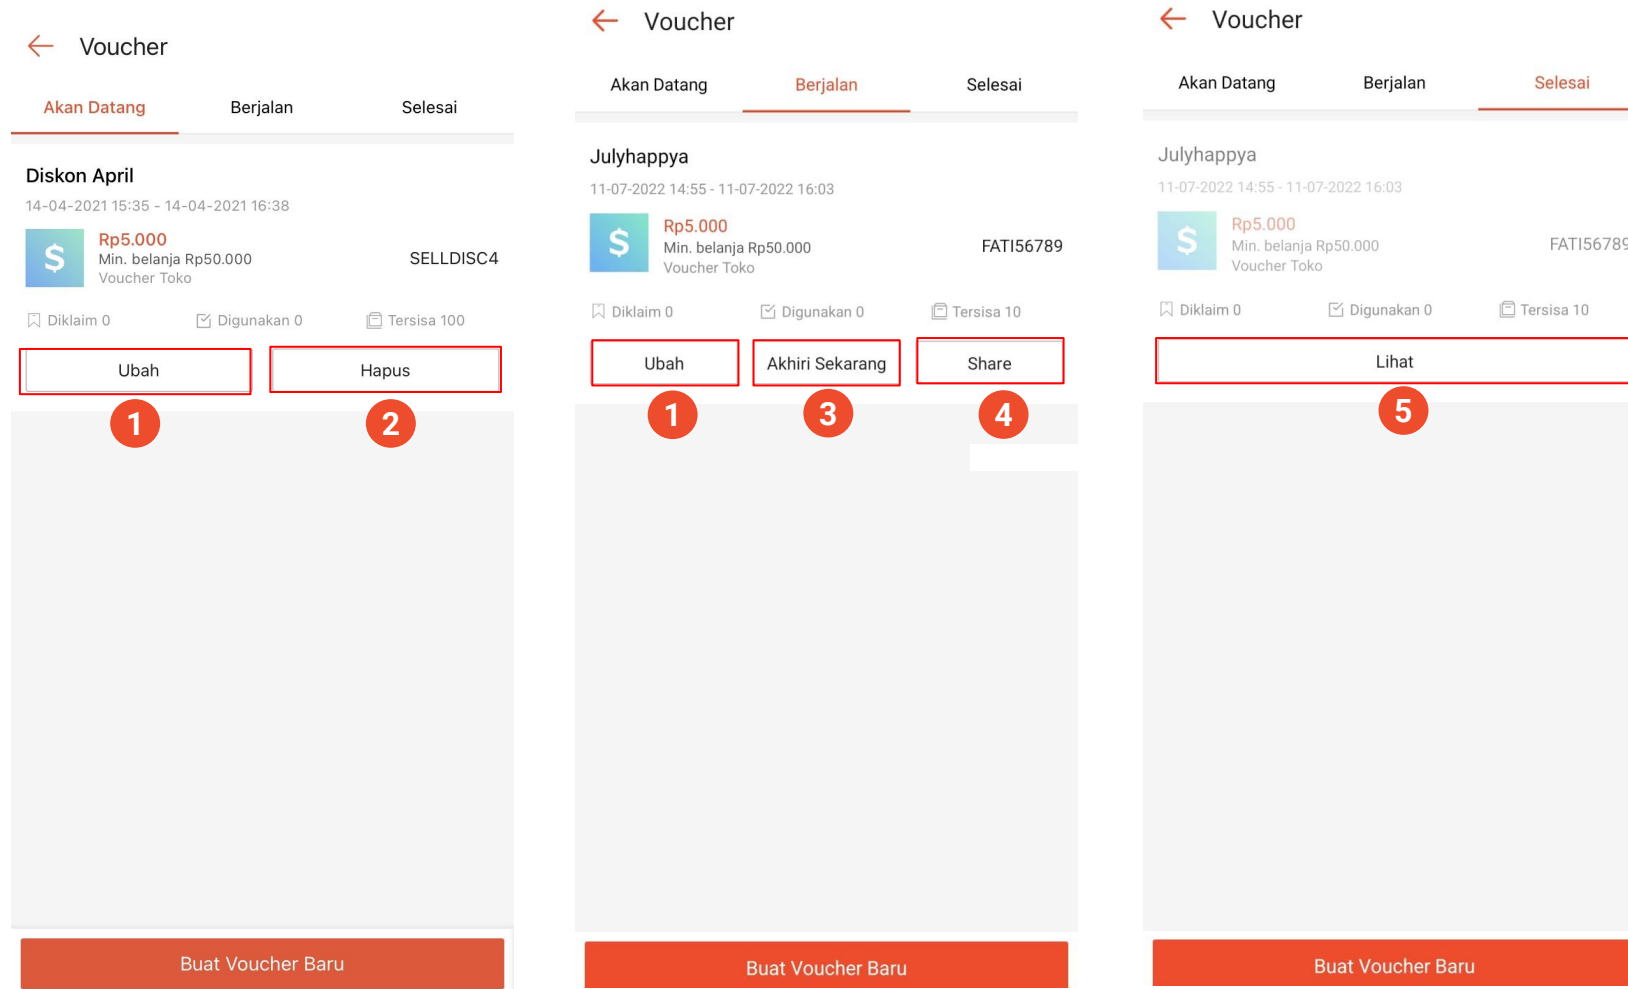 Voucher
Akan Datang Berjalan Selesai
Diskon April
14-04-2021 15:35 - 14-04-2021 16:38
$
Rp5.000
Min. belanja Rp50.000
Voucher Toko
SELLDISC4
Diklaim 0 Digunakan 0 Tersisa 100
Ubah Hapus
1 2
Buat Voucher Baru
Voucher
Akan Datang Berjalan Selesai
Julyhappya
11-07-2022 14:55 - 11-07-2022 16:03
$
Rp5.000
Min. belanja Rp50.000
Voucher Toko
FATI56789
Diklaim 0 Digunakan 0 Tersisa 10
Ubah Akhiri Sekarang Share
1 3 4
Buat Voucher Baru
Voucher
Akan Datang Berjalan Selesai
Julyhappya
11-07-2022 14:55 - 11-07-2022 16:03
$
Rp5.000
Min. belanja Rp50.000
Voucher Toko
FATI56789
Diklaim 0 Digunakan 0 Tersisa 10
Lihat
5
Buat Voucher Baru